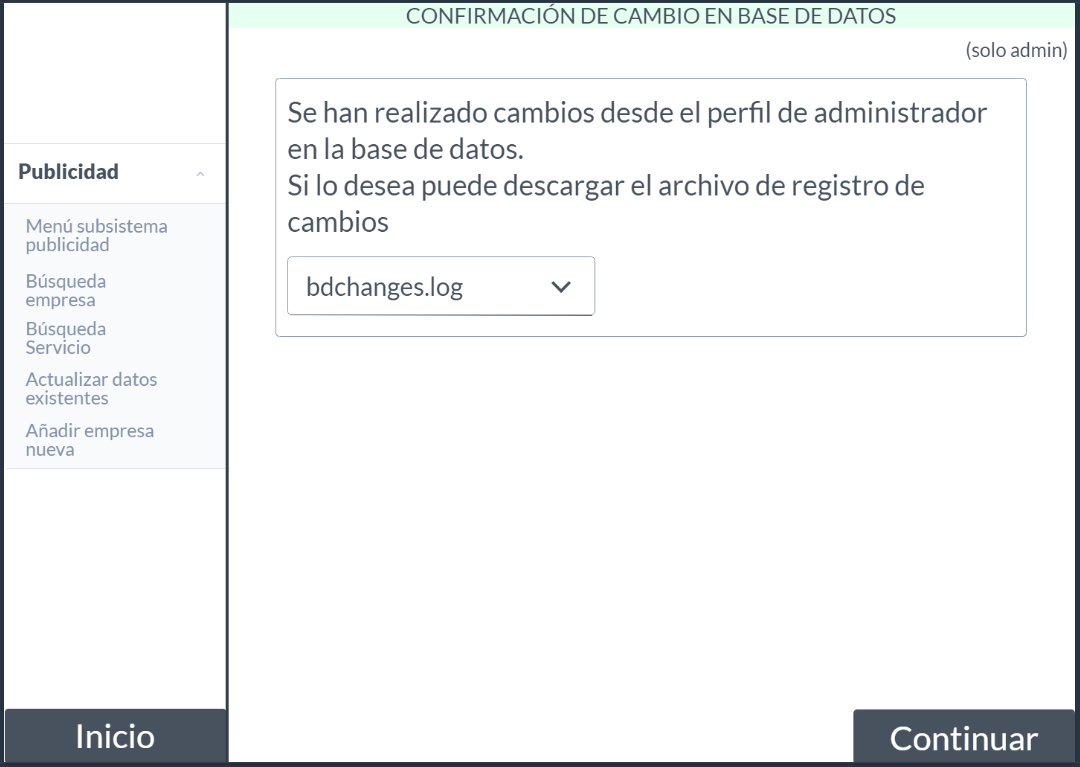 CONFIRMACIÓN DE CAMBIO EN BASE DE DATOS
(solo admin)
Se han realizado cambios desde el perfil de administrador
en la base de datos.
Si lo desea puede descargar el archivo de registro de
cambios
bdchanges.log
Publicidad
Menú subsistema
publicidad
Búsqueda
empresa
Búsqueda
Servicio
Actualizar datos
existentes
Añadir empresa
nueva
Inicio
Continuar